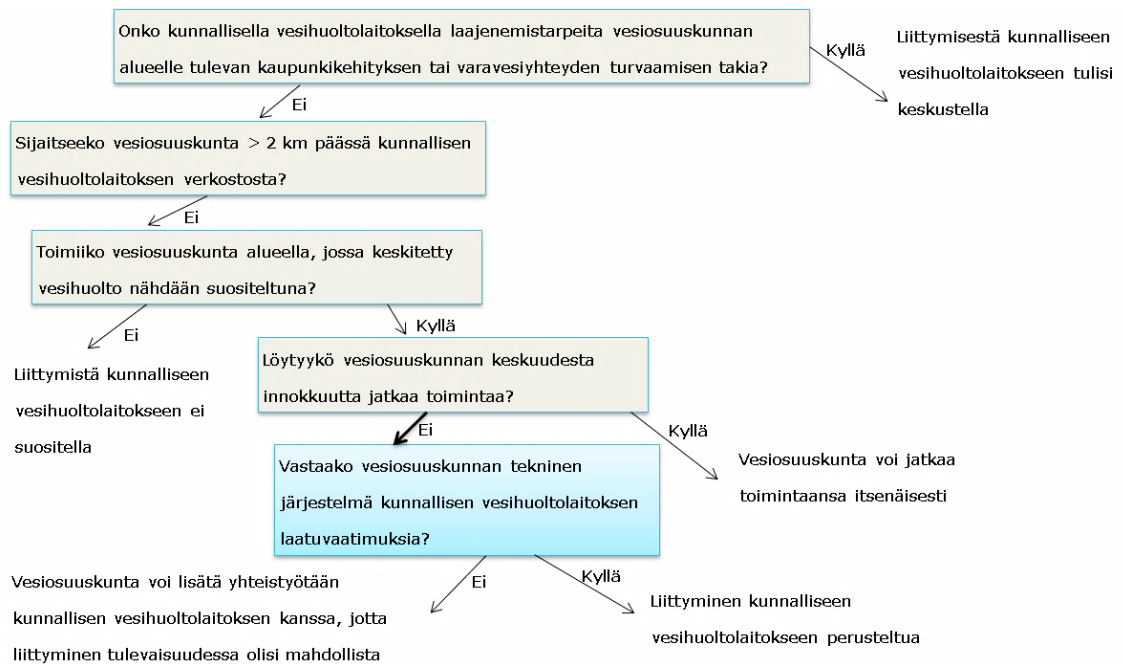 Onko kunnallisella vesihuoltolaitoksella laajenemistarpeita vesiosuuskunnan
alueelle tulevan kaupunkikehityksen tai varavesiyhteyden turvaamisen takia?
Kyllä
Liittymisestä kunnalliseen
vesihuoltolaitokseen tulisi
keskustella
Ei
Sijaitseeko vesiosuuskunta > 2 km päässä kunnallisen
vesihuoltolaitoksen verkostosta?
Ei
Toimiiko vesiosuuskunta alueella, jossa keskitetty
vesihuolto nähdään suositeltuna?
Ei
Liittymistä kunnalliseen
vesihuoltolaitokseen ei
suositella
Kyllä
Löytyykö vesiosuuskunnan keskuudesta
innokkuutta jatkaa toimintaa?
Kyllä
Vesiosuuskunta voi jatkaa
toimintaansa itsenäisesti
Ei
Vastaako vesiosuuskunnan tekninen
järjestelmä kunnallisen vesihuoltolaitoksen
laatuvaatimuksia?
Ei
Vesiosuuskunta voi lisätä yhteistyötään
kunnallisen vesihuoltolaitoksen kanssa, jotta
liittyminen tulevaisuudessa olisi mahdollista
Kyllä
Liittyminen kunnalliseen
vesihuoltolaitokseen perusteltua